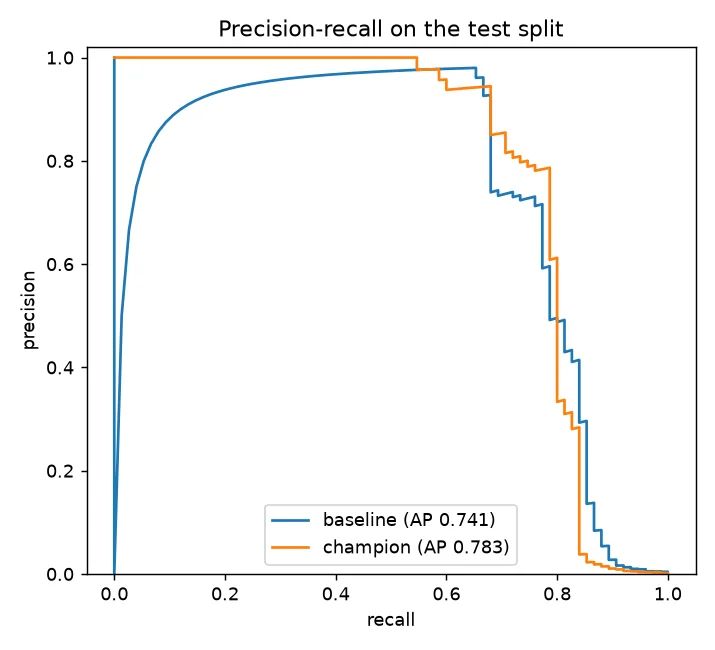 Precision-recall on the test split
precision
1.0
0.8
0.6
0.4
0.2
0.0
baseline (AP 0.741)
champion (AP 0.783)
0.0 0.2 0.4 0.6 0.8 1.0
recall